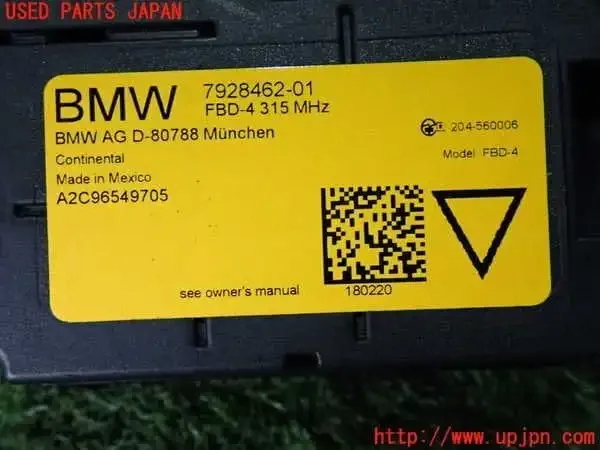 USED PARTS JAPAN
BMW 7928462-01
FBD-4 315 MHz
BMW AG D-80788 München
204-560006
Continental
Model FBD-4
Made in Mexico
A2C96549705
see owner's manual 180220
http://www.upjpn.com/